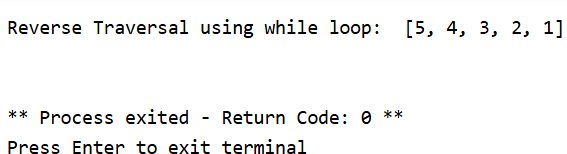 Reverse Traversal using while loop:  [5, 4, 3, 2, 1]
** Process exited - Return Code: 0 **
Press Enter to exit terminal